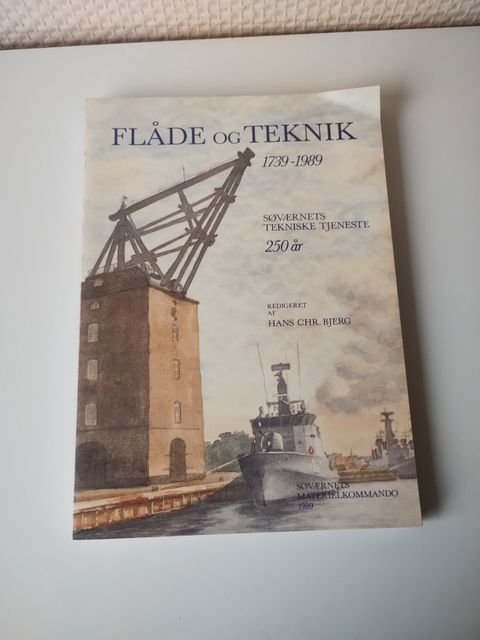 FLÅDE OG TEKNIK
1739-1989
SØVÆRNETS
TEKNISKE TJENESTE
250 år
REDIGERET
AF
HANS CHR. BJERG
SØVÆRNETS
MATERIELKOMMANDO
1989